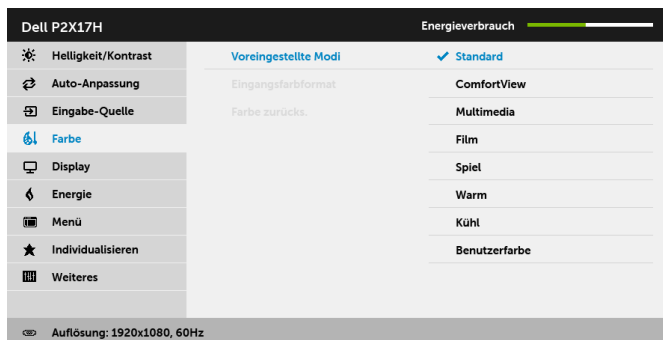 Dell P2X17H Energieverbrauch
Helligkeit/Kontrast Voreingestellte Modi Standard
Auto-Anpassung Eingangsfarbformat ComfortView
Eingabe-Quelle Farbe zurücks. Multimedia
Farbe Film
Display Spiel
Energie Warm
Menü Kühl
Individualisieren Benutzerfarbe
Weiteres
Auflösung: 1920x1080, 60Hz